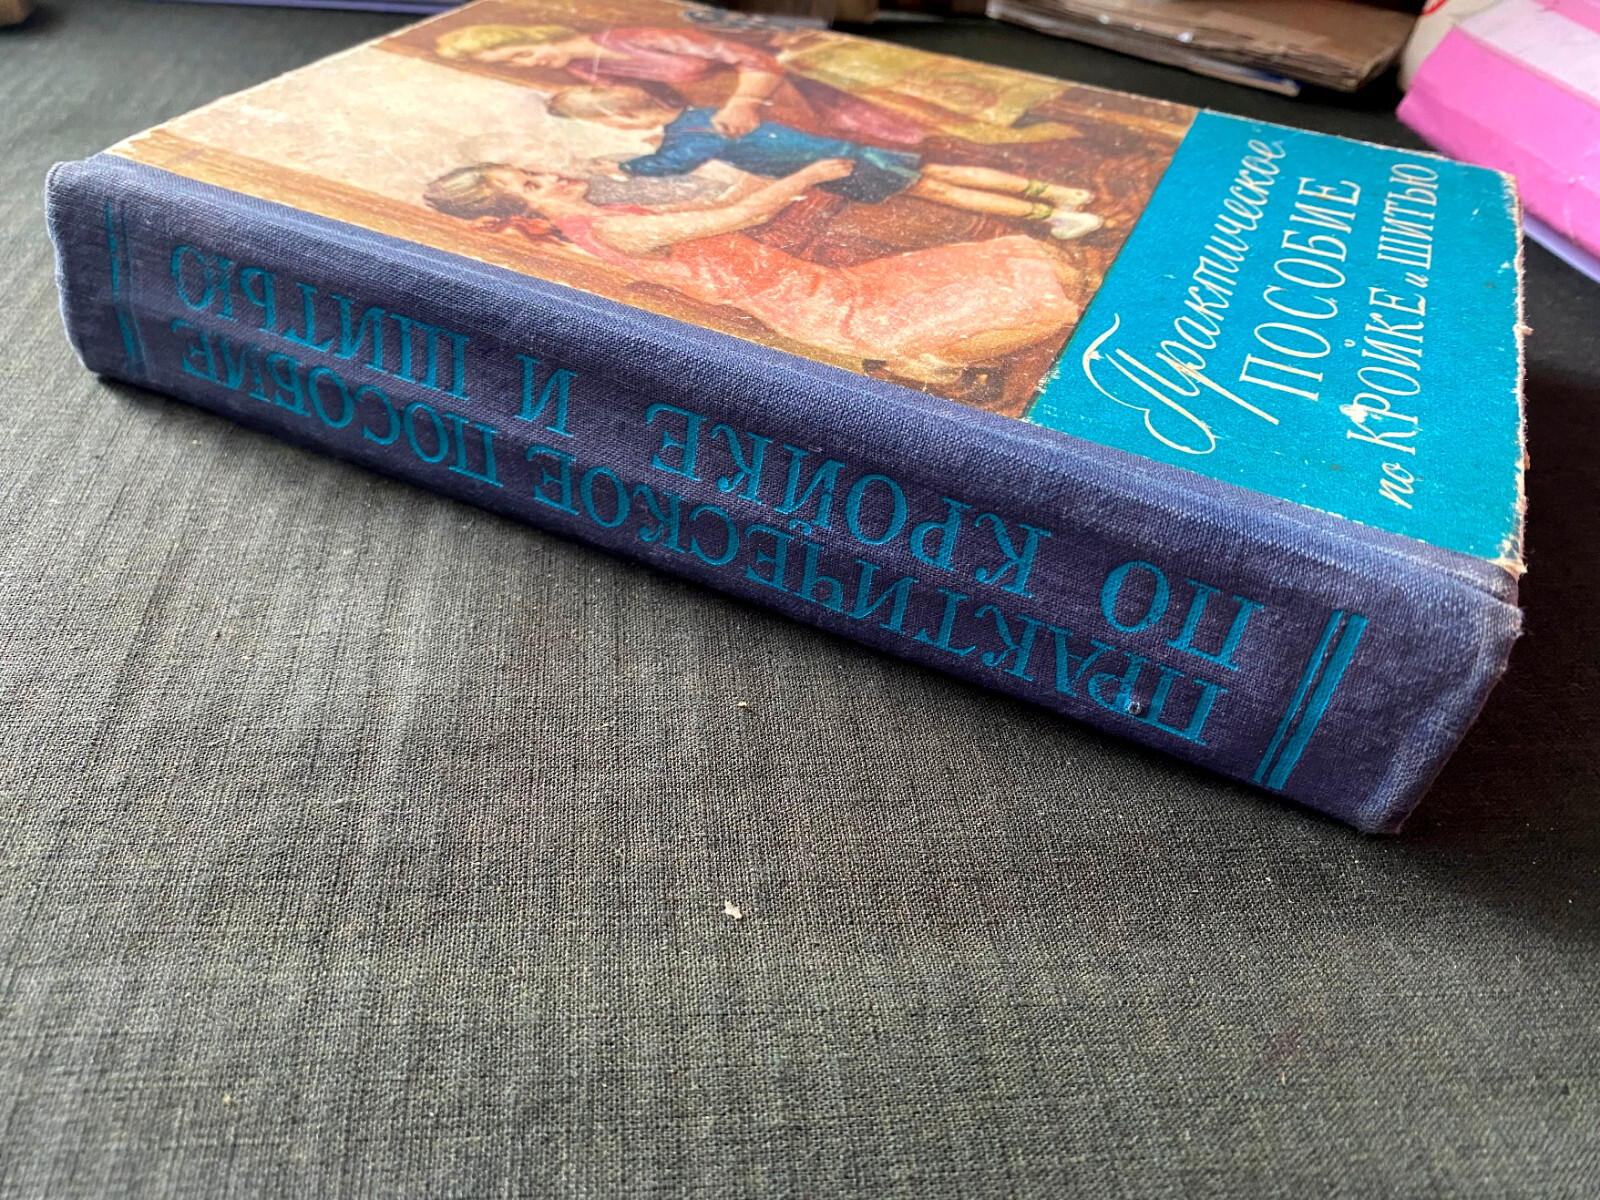 Практическое
ПОСОБИЕ
по КРОЙКЕ и ШИТЬЮ
ПРАКТИЧЕСКОЕ ПОСОБИЕ
ПО КРОЙКЕ И ШИТЬЮ